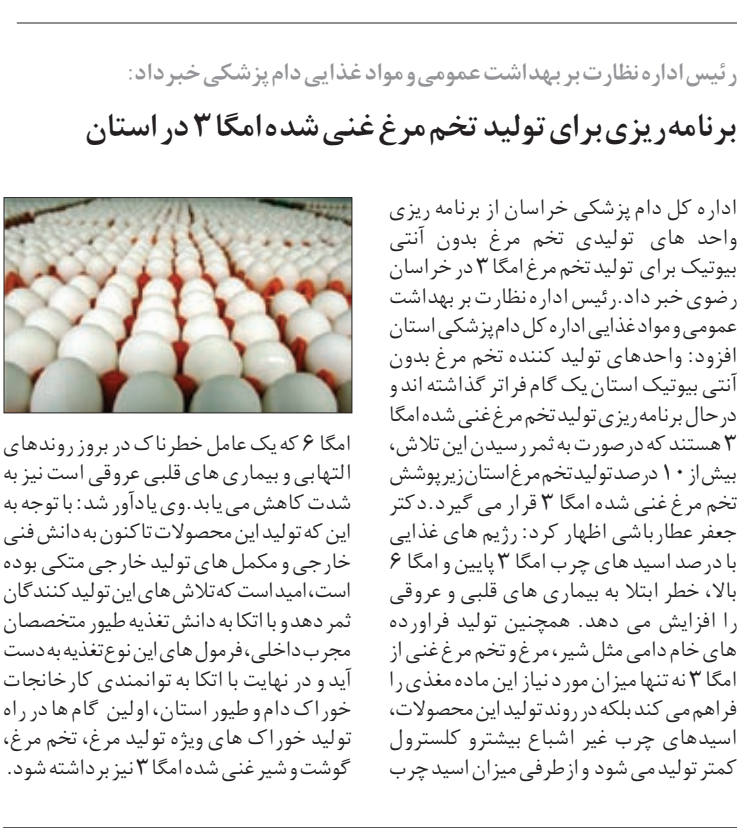 رئیس اداره نظارت بر بهداشت عمومی و مواد غذایی دام پزشکی خبر داد:
برنامه‌ریزی برای تولید تخم مرغ غنی شده امگا ۳ در استان
اداره کل دام پزشکی خراسان از برنامه ریزی
واحد های تولیدی تخم مرغ بدون آنتی
بیوتیک برای تولید تخم مرغ امگا ۳ در خراسان
رضوی خبر داد.رئیس اداره نظارت بر بهداشت
عمومی و مواد غذایی اداره کل دام‌پزشکی استان
افزود: واحدهای تولید کننده تخم مرغ بدون
آنتی بیوتیک استان یک گام فراتر گذاشته اند و
درحال برنامه ریزی تولید تخم مرغ غنی شده امگا
۳ هستند که در صورت به ثمر رسیدن این تلاش،
بیش از ۱۰ درصد تولید تخم مرغ استان زیر پوشش
تخم مرغ غنی شده امگا ۳ قرار می گیرد.دکتر
جعفر عطارباشی اظهار کرد: رژیم های غذایی
با درصد اسید های چرب امگا ۳ پایین و امگا ۶
بالا، خطر ابتلا به بیماری های قلبی و عروقی
را افزایش می دهد. همچنین تولید فراورده
های خام دامی مثل شیر، مرغ و تخم مرغ غنی از
امگا ۳ نه تنها میزان مورد نیاز این ماده مغذی را
فراهم می کند بلکه در روند تولید این محصولات،
اسیدهای چرب غیر اشباع بیشترو کلسترول
کمتر تولید می شود و ازطرفی میزان اسید چرب
امگا ۶ که یک عامل خطرناک در بروز روندهای
التهابی و بیماری های قلبی عروقی است نیز به
شدت کاهش می یابد.وی یادآور شد: با توجه به
این که تولید این محصولات تاکنون به دانش فنی
خارجی و مکمل های تولید خارجی متکی بوده
است،امیداست که تلاش های این تولید کنندگان
ثمر دهد و با اتکا به دانش تغذیه طیور متخصصان
مجرب داخلی، فرمول های این نوع تغذیه به دست
آید و در نهایت با اتکا به توانمندی کارخانجات
خوراک دام و طیور استان، اولین گام ها در راه
تولید خوراک های ویژه تولید مرغ، تخم مرغ،
گوشت و شیر غنی شده امگا ۳ نیز برداشته شود.